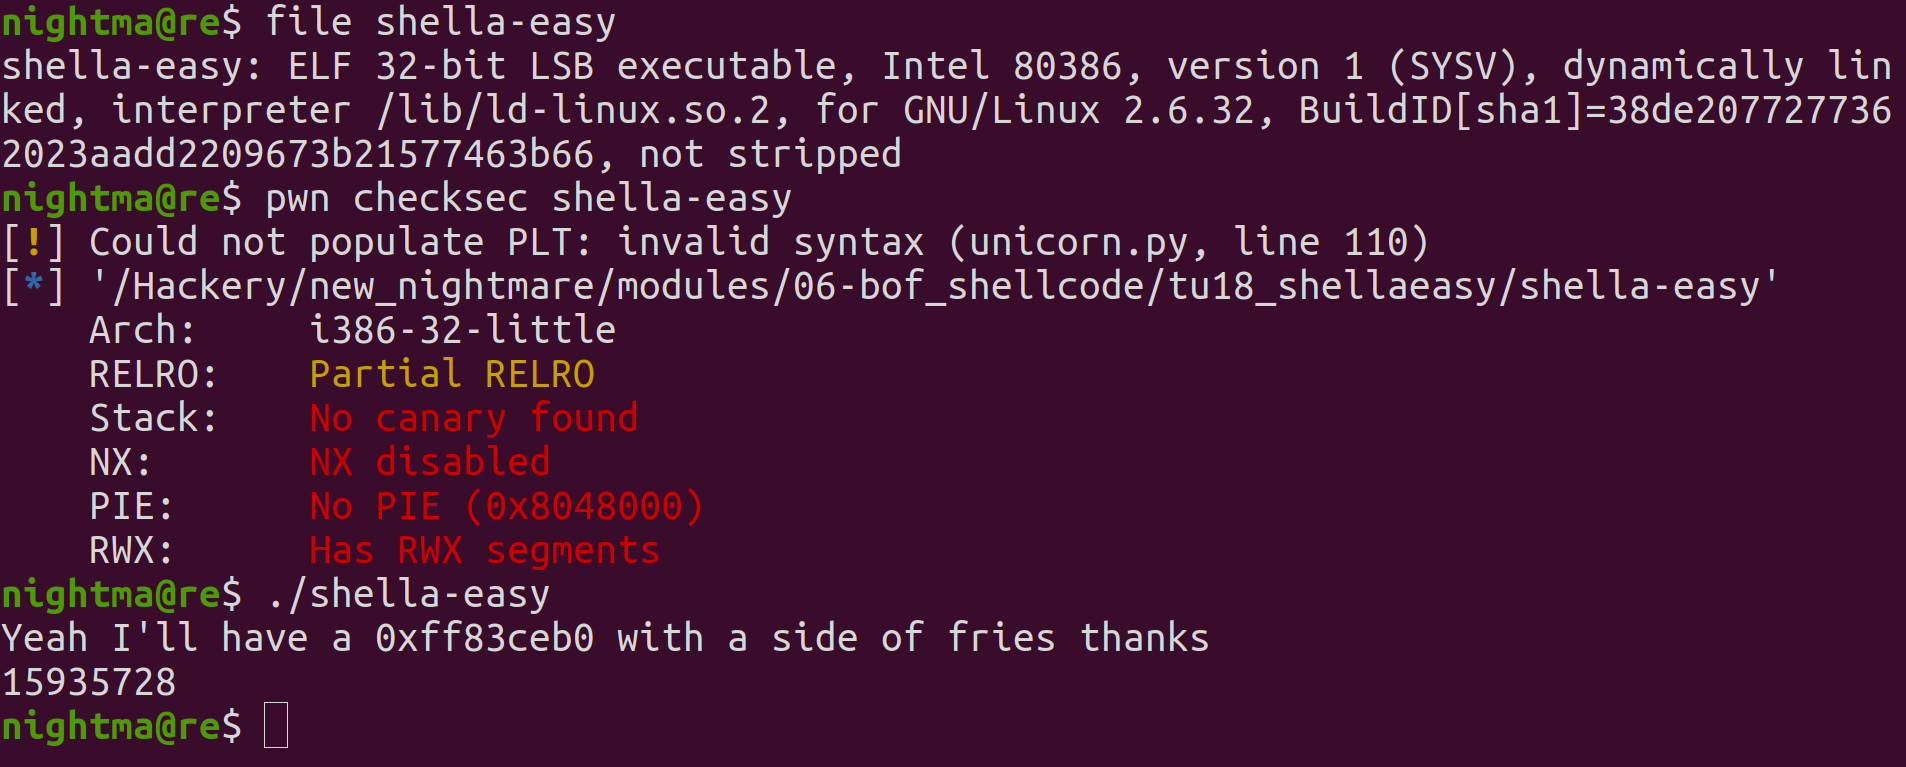 nightma@re$ file shella-easy
shella-easy: ELF 32-bit LSB executable, Intel 80386, version 1 (SYSV), dynamically lin
ked, interpreter /lib/ld-linux.so.2, for GNU/Linux 2.6.32, BuildID[sha1]=38de207727736
2023aadd2209673b21577463b66, not stripped
nightma@re$ pwn checksec shella-easy
[!] Could not populate PLT: invalid syntax (unicorn.py, line 110)
[*] '/Hackery/new_nightmare/modules/06-bof_shellcode/tu18_shellaeasy/shella-easy'
    Arch:     i386-32-little
    RELRO:    Partial RELRO
    Stack:    No canary found
    NX:       NX disabled
    PIE:      No PIE (0x8048000)
    RWX:      Has RWX segments
nightma@re$ ./shella-easy
Yeah I'll have a 0xff83ceb0 with a side of fries thanks
15935728
nightma@re$